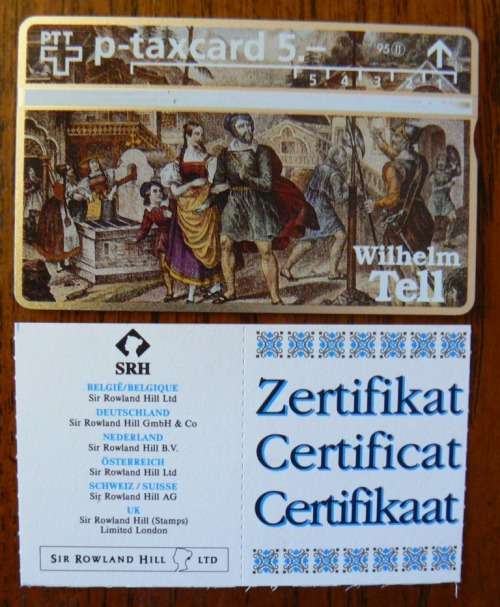 PTT p-taxcard 5.- 95 II
5 4 3 2 1
Wilhelm
Tell
SRH
BELGIË/BELGIQUE
Sir Rowland Hill Ltd
DEUTSCHLAND
Sir Rowland Hill GmbH & Co
NEDERLAND
Sir Rowland Hill B.V.
ÖSTERREICH
Sir Rowland Hill Ltd
SCHWEIZ / SUISSE
Sir Rowland Hill AG
UK
Sir Rowland Hill (Stamps)
Limited London
SIR ROWLAND HILL LTD
Zertifikat
Certificat
Certifikaat